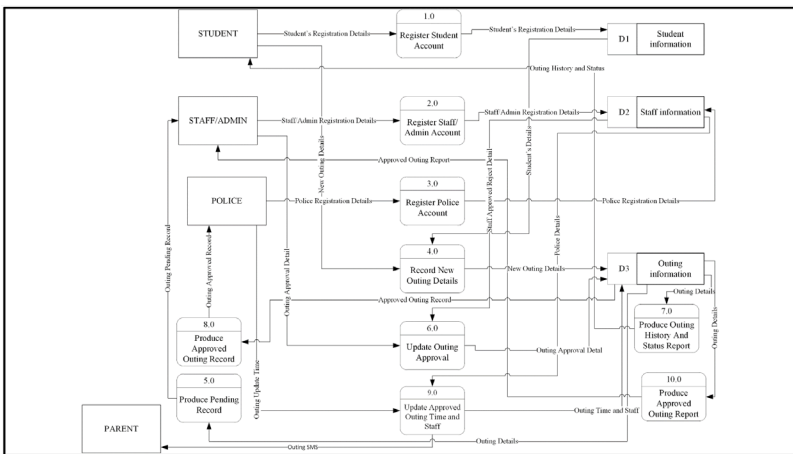 1.0
STUDENT
Student's Registration Details
Register Student
Account
Student's Registration Details
D1
Student
information
Outing History and Status
2.0
STAFF/ADMIN
Staff/Admin Registration Details
Register Staff/
Admin Account
Staff/Admin Registration Details
D2
Staff information
New Outing Details
Approved Outing Report
Staff Approved/Reject Detail
Student's Details
3.0
POLICE
Police Registration Details
Register Police
Account
Police Registration Details
Police Details
Outing Pending Record
Outing Approved Record
Outing Approval Detail
4.0
Record New
Outing Details
New Outing Details
D3
Outing
information
Approved Outing Record
Outing Details
Outing Details
8.0
Produce
Approved
Outing Record
6.0
Update Outing
Approval
Outing Approval Detal
7.0
Produce Outing
History And
Status Report
Outing Update Time
5.0
Produce Pending
Record
9.0
Update Approved
Outing Time and
Staff
Outing Time and Staff
10.0
Produce
Approved
Outing Report
PARENT
Outing Details
Outing SMS